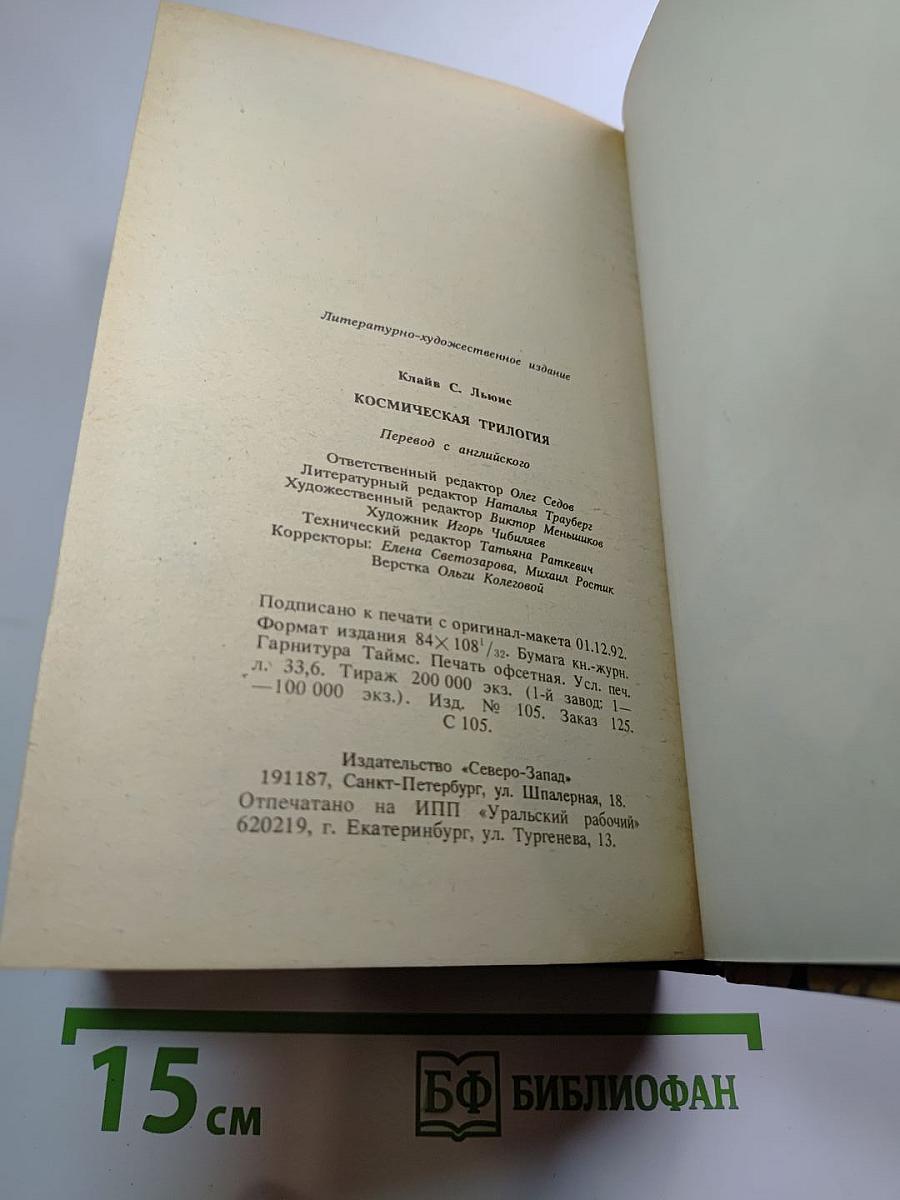 Литературно-художественное издание
Клайв С. Льюис
КОСМИЧЕСКАЯ ТРИЛОГИЯ
Перевод с английского
Ответственный редактор Олег Седов
Литературный редактор Наталья Трауберг
Художественный редактор Виктор Меньшиков
Художник Игорь Чибиляев
Технический редактор Татьяна Раткевич
Корректоры: Елена Светозарова, Михаил Ростик
Верстка Ольги Колеговой
Подписано к печати с оригинал-макета 01.12.92.
Формат издания 84×108¹/₃₂. Бумага кн.-журн.
Гарнитура Таймс. Печать офсетная. Усл. печ.
л. 33,6. Тираж 200 000 экз. (1-й завод: 1—
—100 000 экз.). Изд. № 105. Заказ 125.
С 105.
Издательство «Северо-Запад»
191187, Санкт-Петербург, ул. Шпалерная, 18.
Отпечатано на ИПП «Уральский рабочий»
620219, г. Екатеринбург, ул. Тургенева, 13.
15 см
БФ БИБЛИОФАН